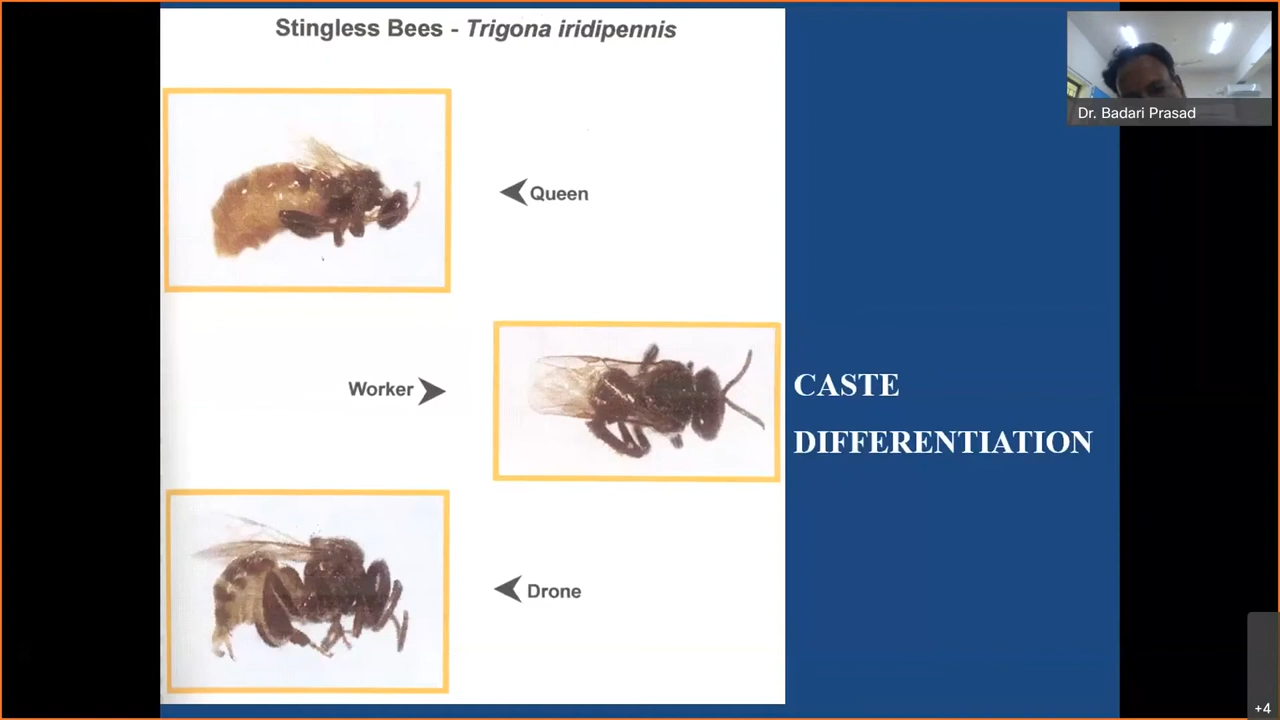 Stingless Bees - Trigona iridipennis
Dr. Badari Prasad
Queen
Worker
CASTE
DIFFERENTIATION
Drone
+4